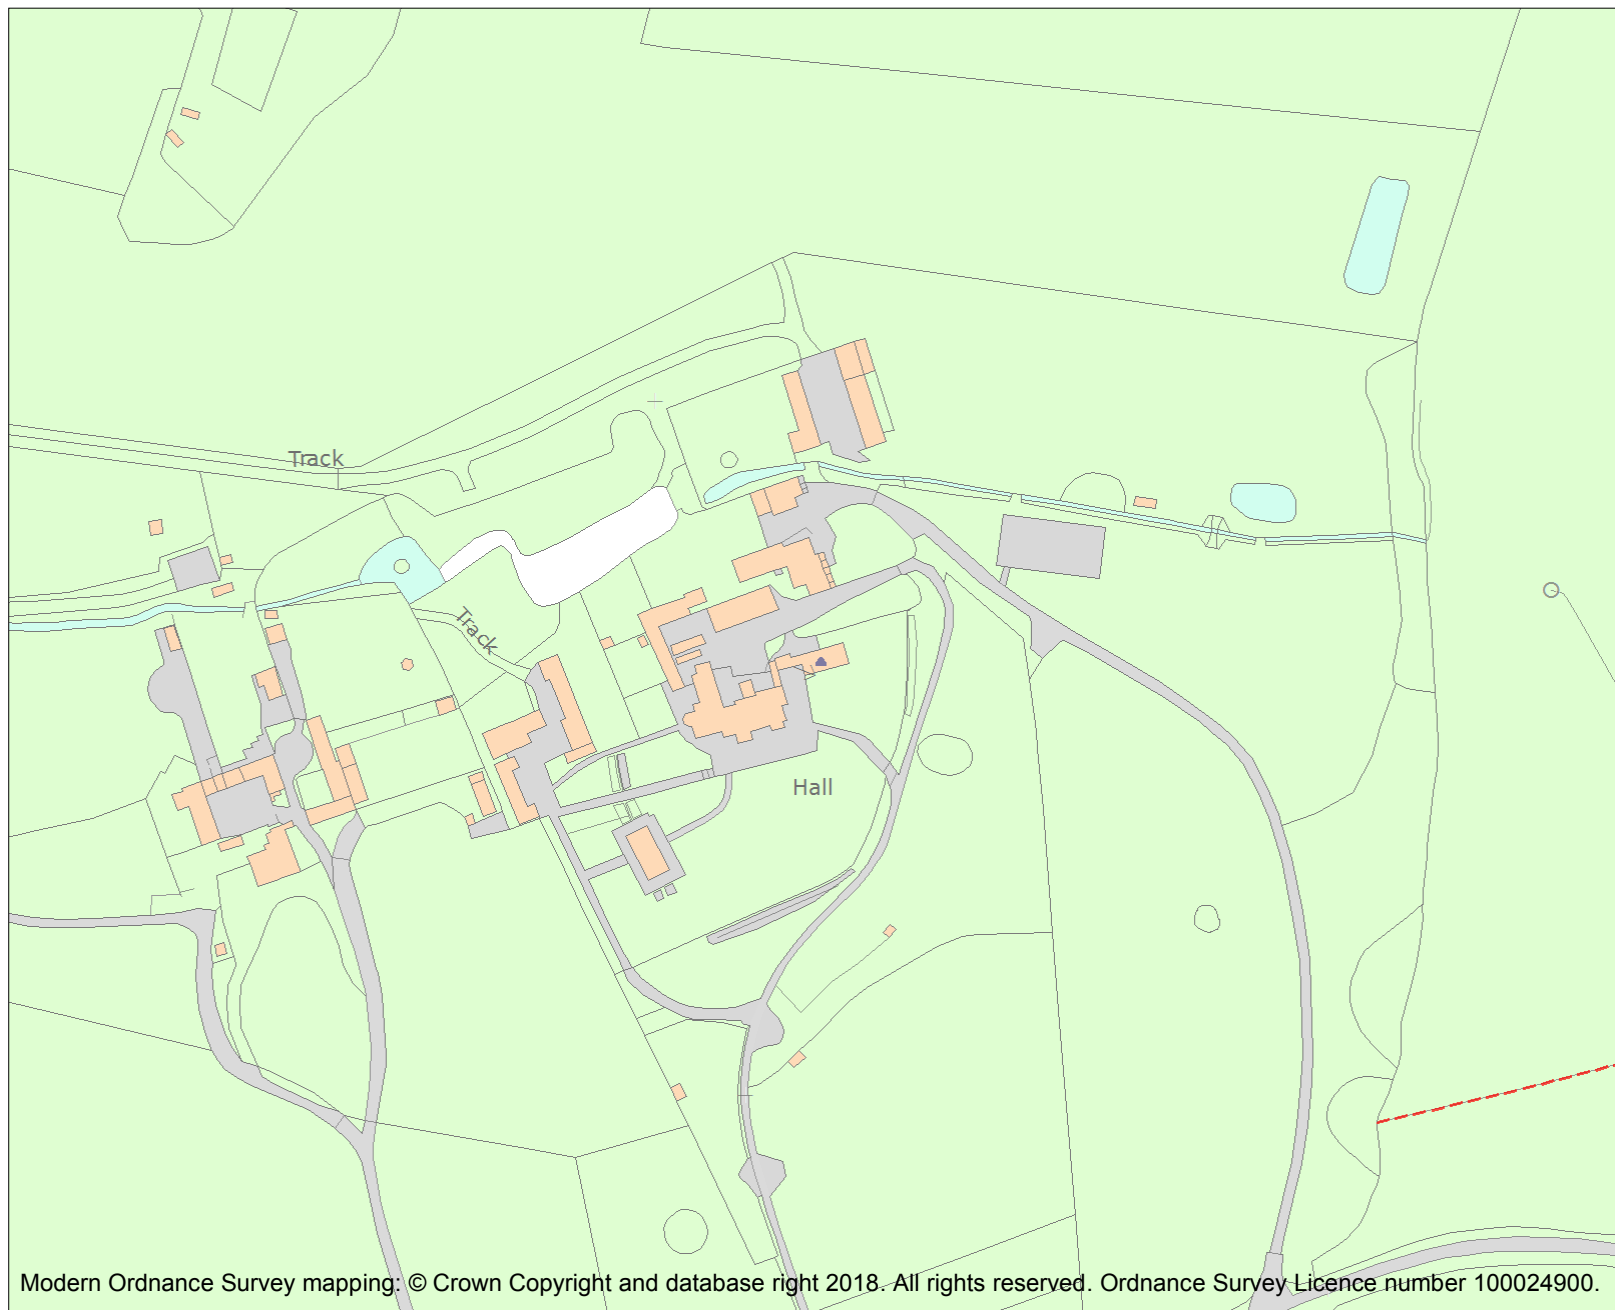 Track
Track
Hall
Modern Ordnance Survey mapping: © Crown Copyright and database right 2018. All rights reserved. Ordnance Survey Licence number 100024900.